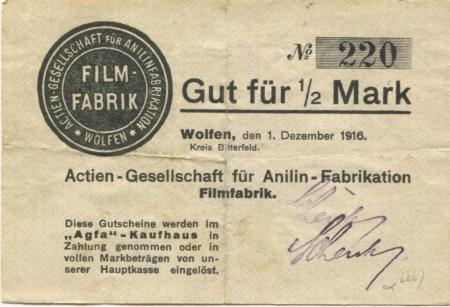 ACTIEN-GESELLSCHAFT FÜR ANILINFABRIKATION
* WOLFEN *
FILM-
FABRIK
№ 220
Gut für ½ Mark
Wolfen, den 1. Dezember 1916.
Kreis Bitterfeld.
Actien-Gesellschaft für Anilin-Fabrikation
Filmfabrik.
Diese Gutscheine werden im
„Agfa"-Kaufhaus in
Zahlung genommen oder in
vollen Markbeträgen von un-
serer Hauptkasse eingelöst.